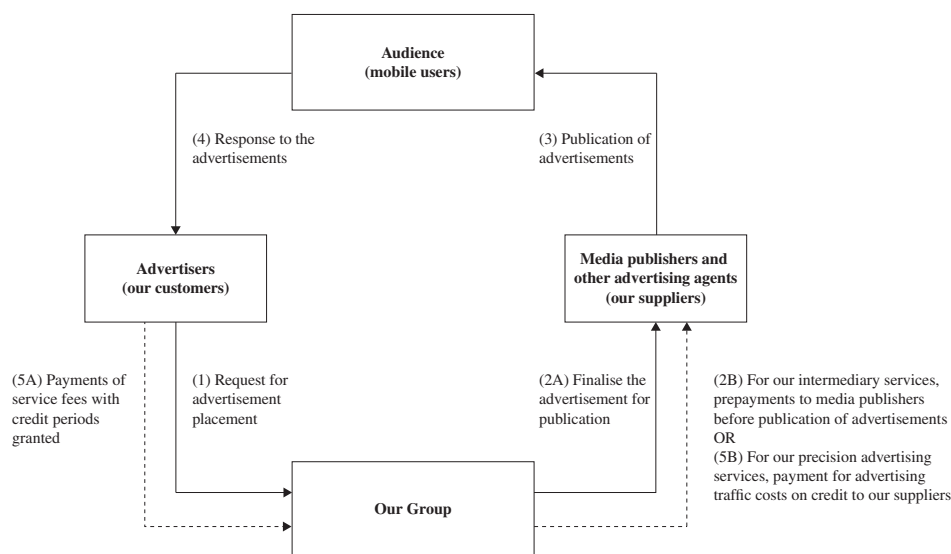 Audience
(mobile users)
(4) Response to the
advertisements
(3) Publication of
advertisements
Advertisers
(our customers)
Media publishers and
other advertising agents
(our suppliers)
(5A) Payments of
service fees with
credit periods
granted
(1) Request for
advertisement
placement
(2A) Finalise the
advertisement for
publication
(2B) For our intermediary services,
prepayments to media publishers
before publication of advertisements
OR
(5B) For our precision advertising
services, payment for advertising
traffic costs on credit to our suppliers
Our Group